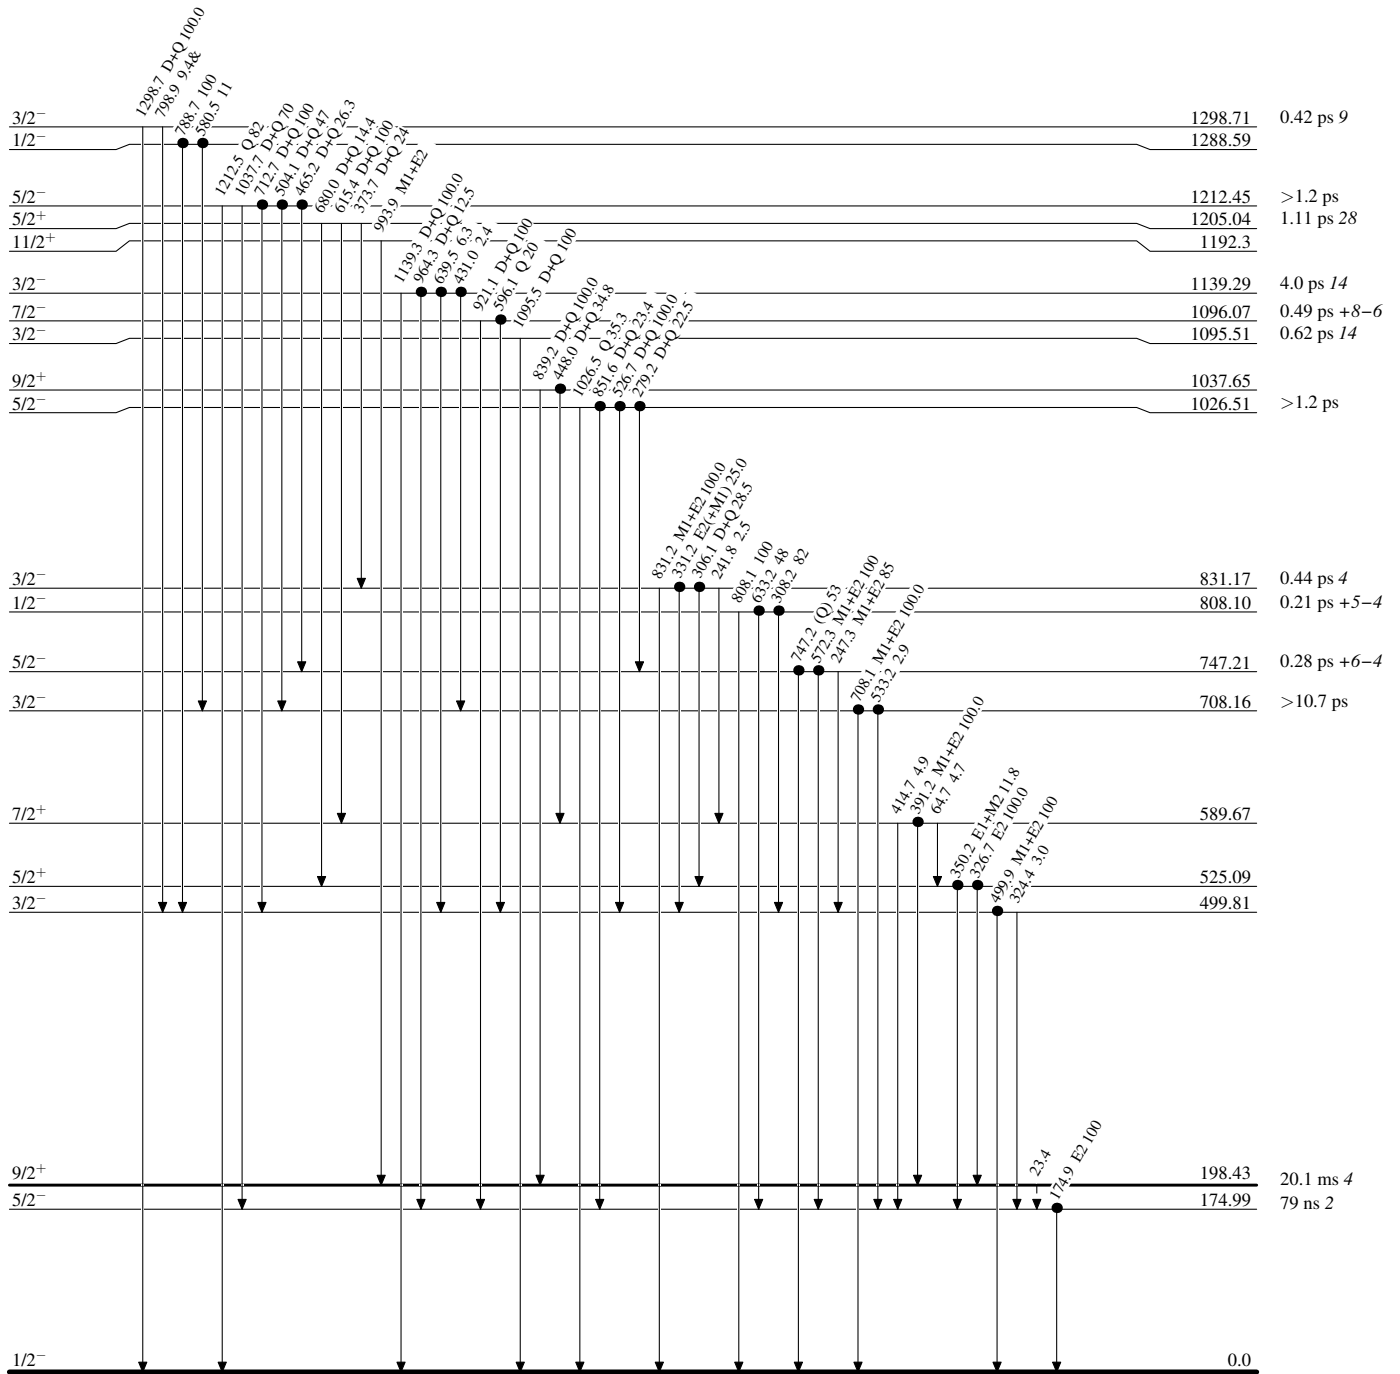 1298.7 D+Q 100.0
798.9 9.4&
788.7 100
580.5 11
1212.5 Q 82
1037.7 D+Q 70
712.7 D+Q 100
504.1 D+Q 47
465.2 D+Q 26.3
680.0 D+Q 14.4
615.4 D+Q 100
373.7 D+Q 24
993.9 M1+E2
1139.3 D+Q 100.0
964.3 D+Q 12.5
639.5 6.3
431.0 2.4
921.1 D+Q 100
596.1 Q 20
1095.5 D+Q 100
839.2 D+Q 100.0
448.0 D+Q 34.8
1026.5 Q 35.3
851.6 D+Q 23.4
526.7 D+Q 100.0
279.2 D+Q 22.5
831.2 M1+E2 100.0
331.2 E2(+M1) 25.0
306.1 D+Q 28.5
241.8 2.5
808.1 100
633.2 48
308.2 82
747.2 (Q) 53
572.3 M1+E2 100
247.3 M1+E2 85
708.1 M1+E2 100.0
533.2 2.9
414.7 4.9
391.2 M1+E2 100.0
64.7 4.7
350.2 E1+M2 11.8
326.7 E2 100.0
499.9 M1+E2 100
324.4 3.0
23.4
174.9 E2 100
3/2− 1298.71 0.42 ps 9
1/2− 1288.59
5/2− 1212.45 >1.2 ps
5/2+ 1205.04 1.11 ps 28
11/2+ 1192.3
3/2− 1139.29 4.0 ps 14
7/2− 1096.07 0.49 ps +8−6
3/2− 1095.51 0.62 ps 14
9/2+ 1037.65
5/2− 1026.51 >1.2 ps
3/2− 831.17 0.44 ps 4
1/2− 808.10 0.21 ps +5−4
5/2− 747.21 0.28 ps +6−4
3/2− 708.16 >10.7 ps
7/2+ 589.67
5/2+ 525.09
3/2− 499.81
9/2+ 198.43 20.1 ms 4
5/2− 174.99 79 ns 2
1/2− 0.0